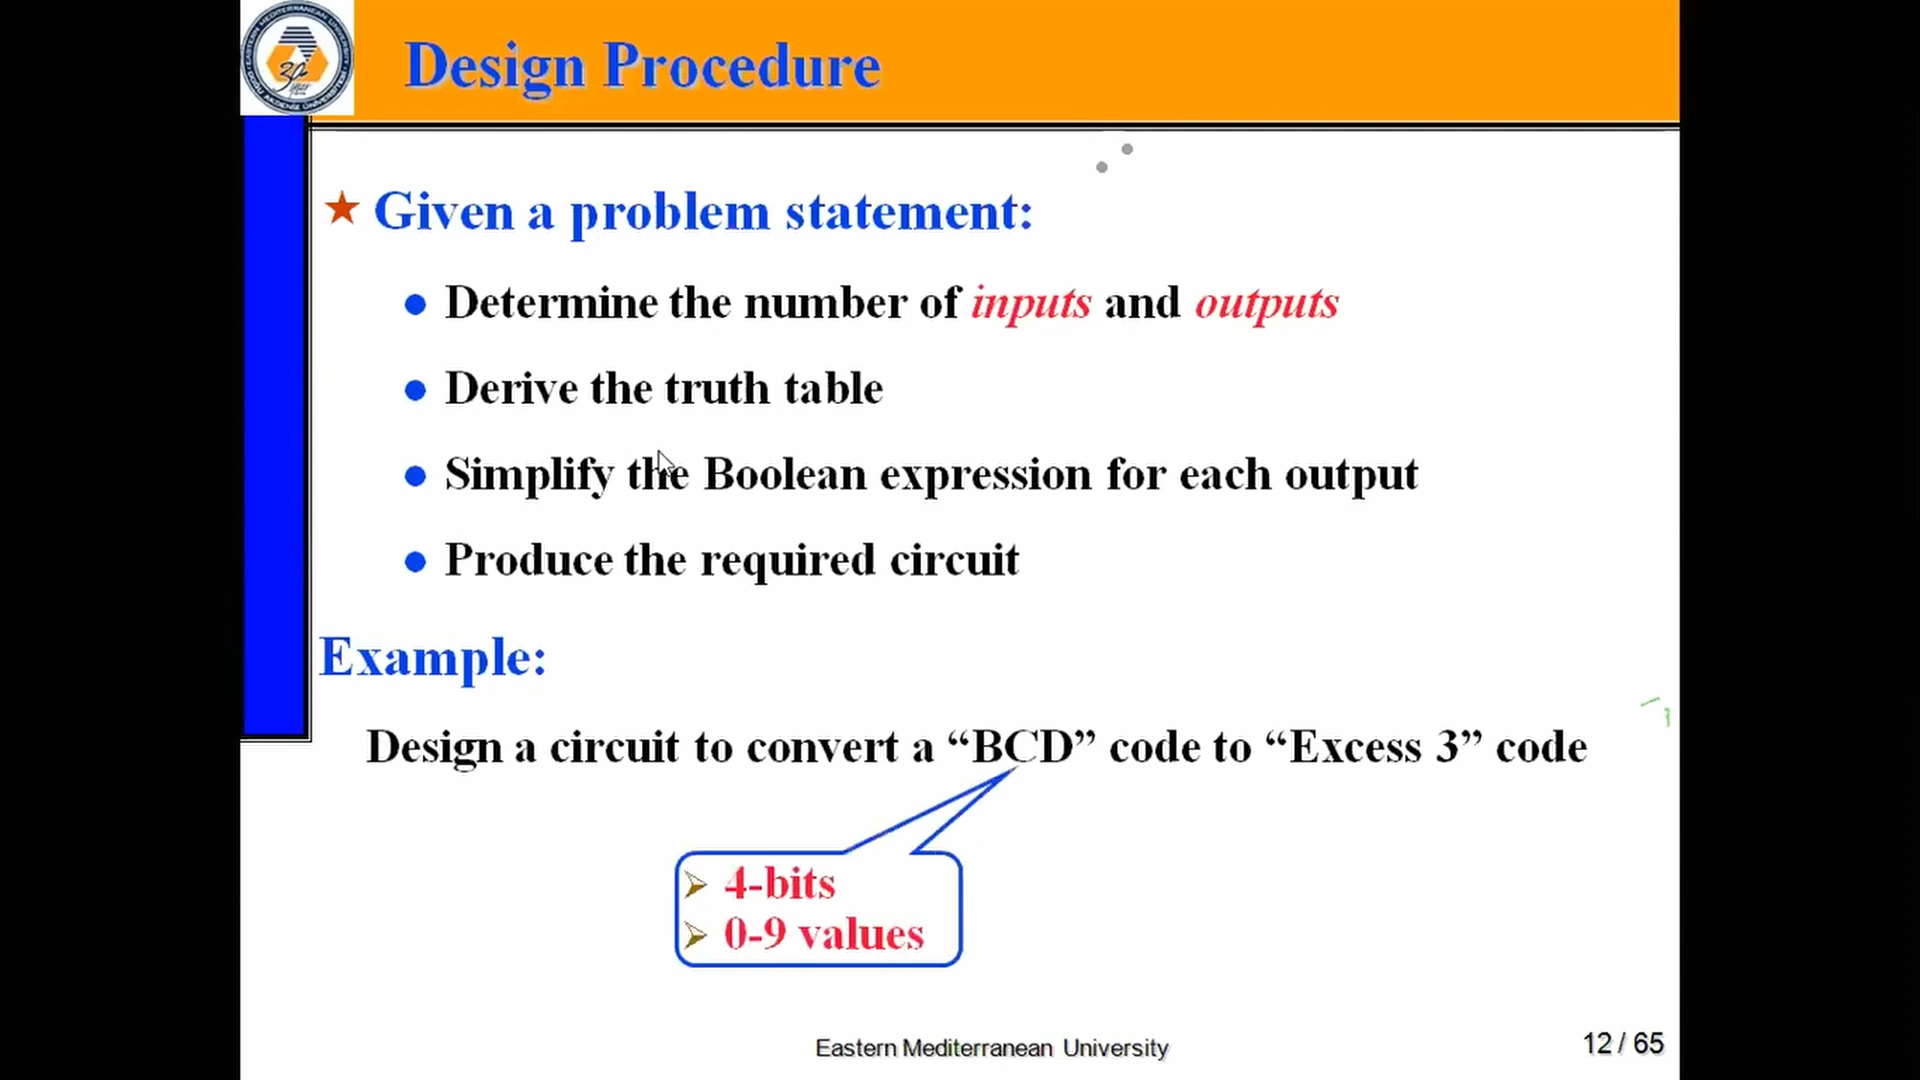 Design Procedure
Given a problem statement:
Determine the number of inputs and outputs
Derive the truth table
Simplify the Boolean expression for each output
Produce the required circuit
Example:
Design a circuit to convert a “BCD” code to “Excess 3” code
4-bits
0-9 values
Eastern Mediterranean University
12 / 65